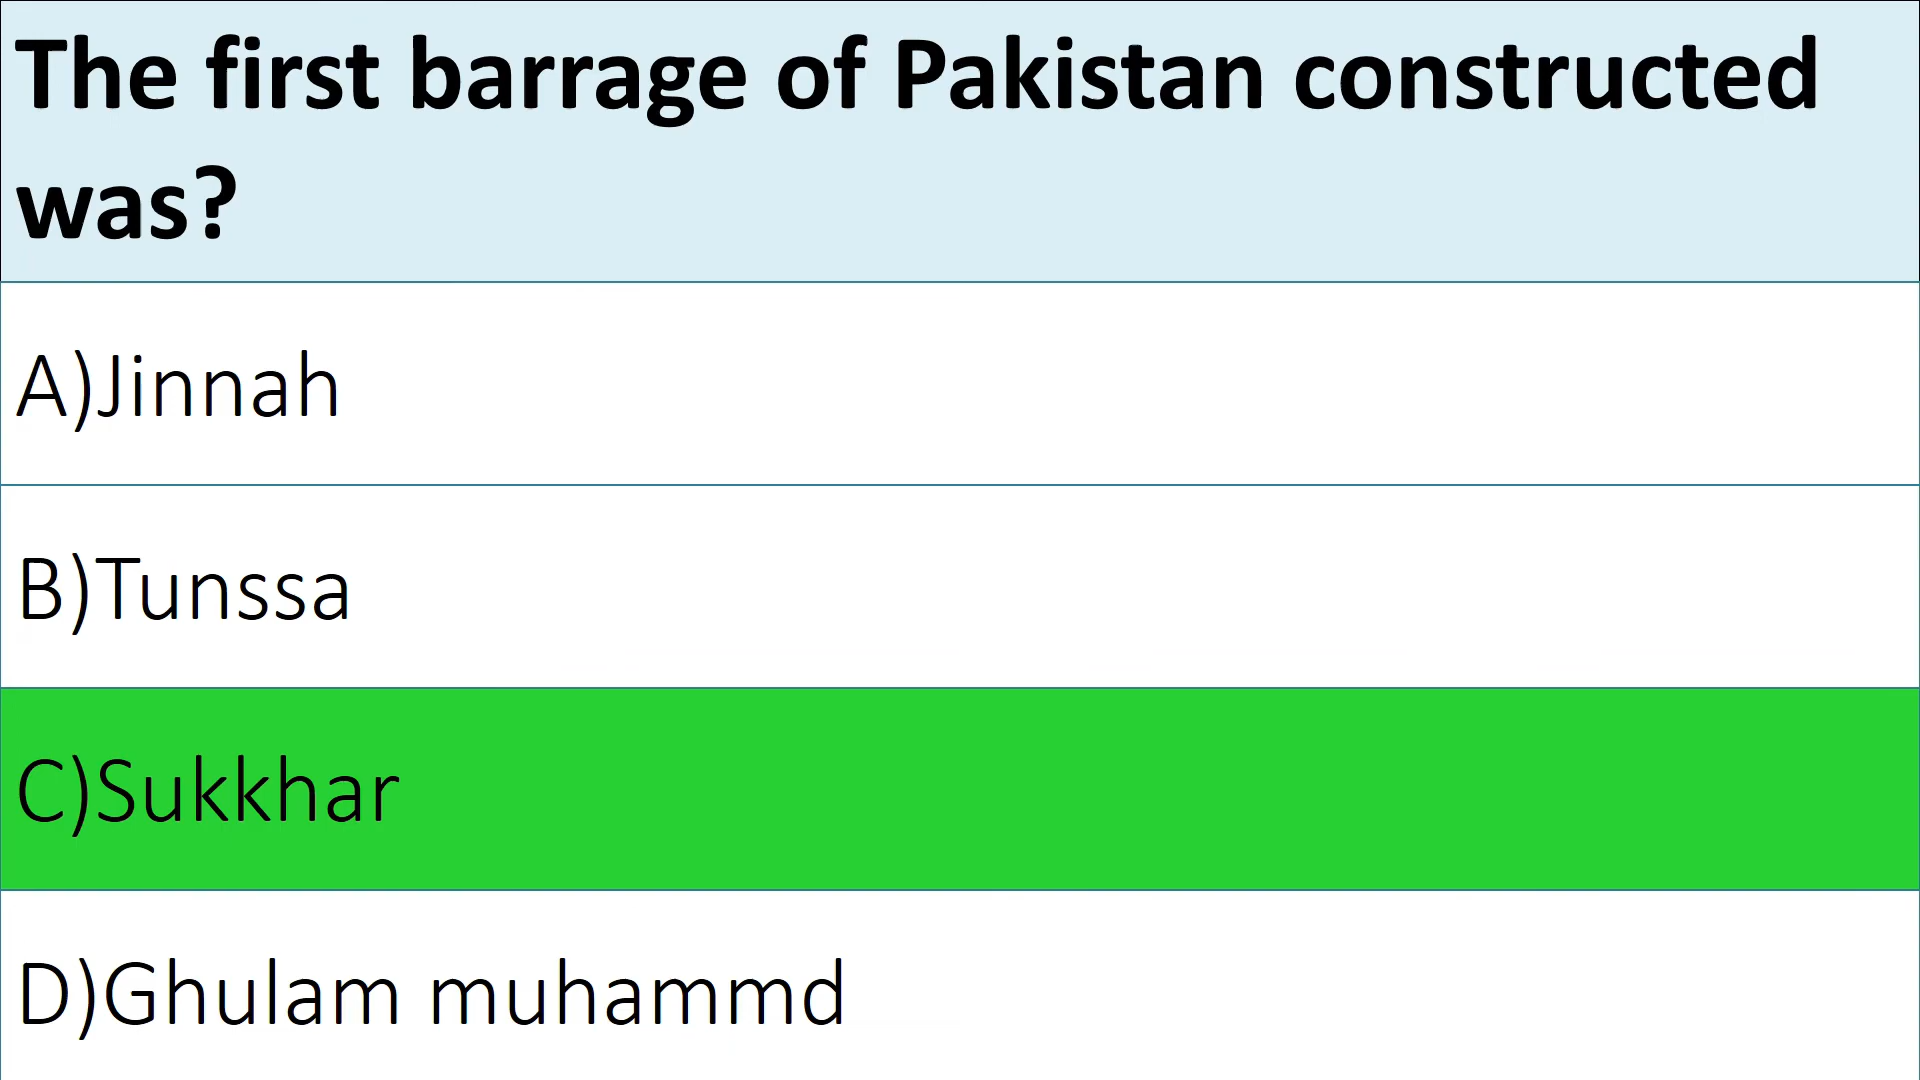 The first barrage of Pakistan constructed
was?
A)Jinnah
B)Tunssa
C)Sukkhar
D)Ghulam muhammd